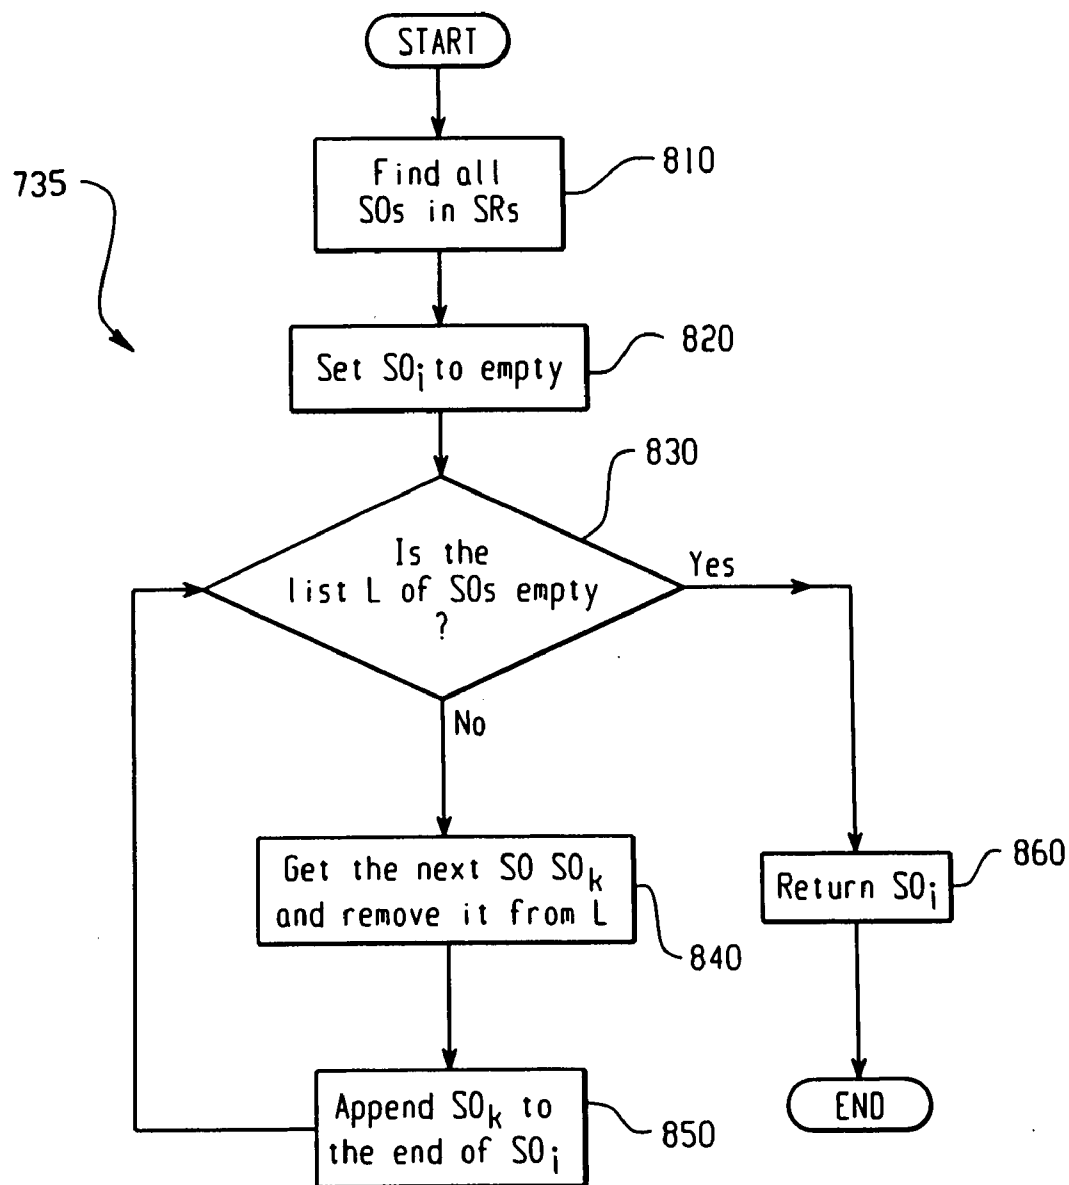 START
Find all
SOs in SRs
810
735
Set SOi to empty
820
830
Is the
list L of SOs empty
?
Yes
No
Get the next SO SOk
and remove it from L
840
Return SOi
860
Append SOk to
the end of SOi
850
END